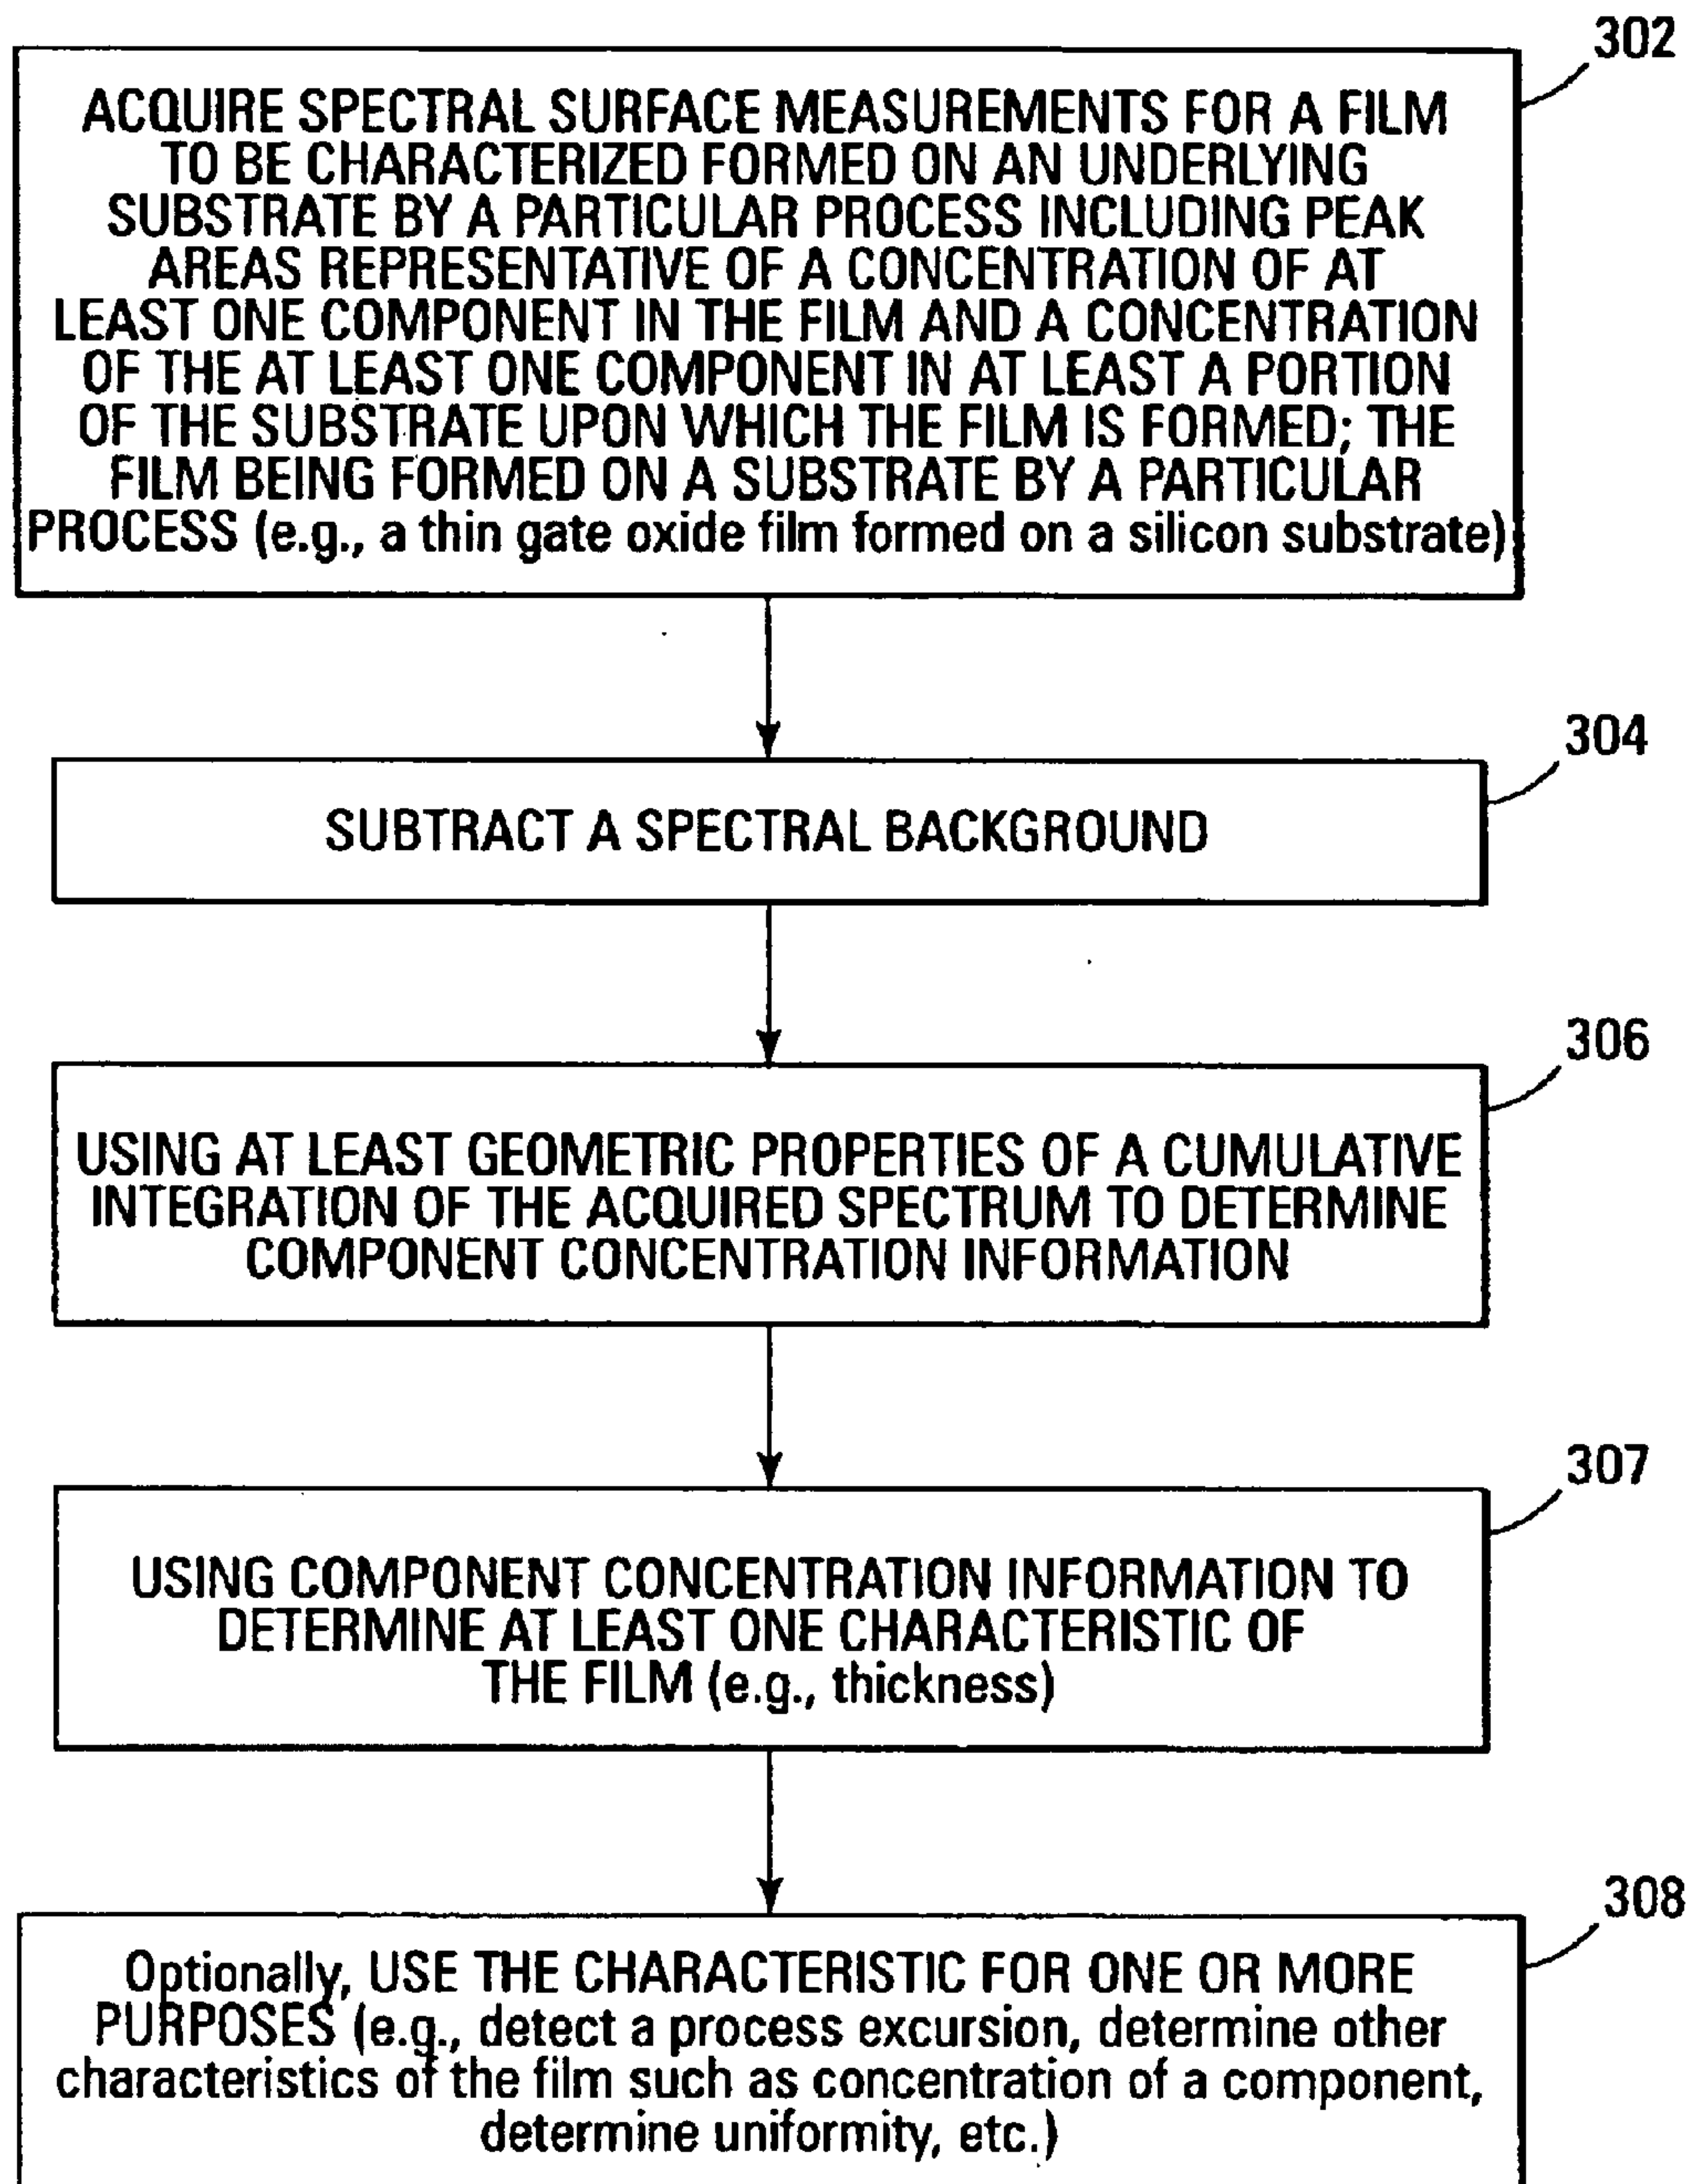 302
ACQUIRE SPECTRAL SURFACE MEASUREMENTS FOR A FILM
TO BE CHARACTERIZED FORMED ON AN UNDERLYING
SUBSTRATE BY A PARTICULAR PROCESS INCLUDING PEAK
AREAS REPRESENTATIVE OF A CONCENTRATION OF AT
LEAST ONE COMPONENT IN THE FILM AND A CONCENTRATION
OF THE AT LEAST ONE COMPONENT IN AT LEAST A PORTION
OF THE SUBSTRATE UPON WHICH THE FILM IS FORMED; THE
FILM BEING FORMED ON A SUBSTRATE BY A PARTICULAR
PROCESS (e.g., a thin gate oxide film formed on a silicon substrate)
304
SUBTRACT A SPECTRAL BACKGROUND
306
USING AT LEAST GEOMETRIC PROPERTIES OF A CUMULATIVE
INTEGRATION OF THE ACQUIRED SPECTRUM TO DETERMINE
COMPONENT CONCENTRATION INFORMATION
307
USING COMPONENT CONCENTRATION INFORMATION TO
DETERMINE AT LEAST ONE CHARACTERISTIC OF
THE FILM (e.g., thickness)
308
Optionally, USE THE CHARACTERISTIC FOR ONE OR MORE
PURPOSES (e.g., detect a process excursion, determine other
characteristics of the film such as concentration of a component,
determine uniformity, etc.)